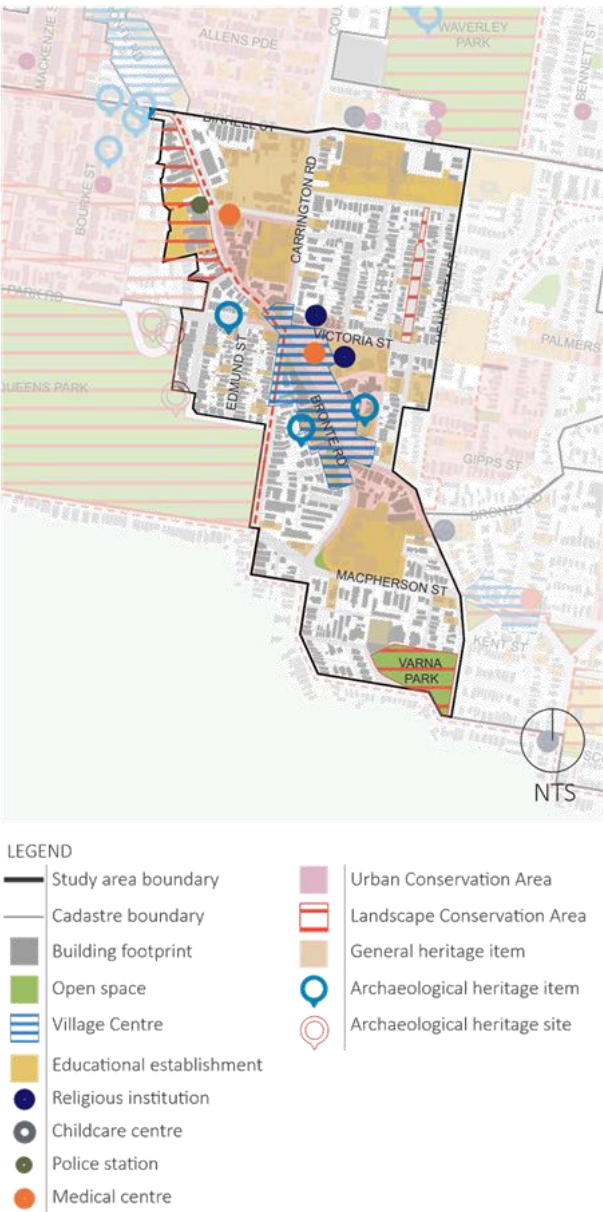 MACKENZIE ST
ALLENS PDE
WAVERLEY
PARK
BENNETT ST
BIRRELL ST
BOURKE ST
CARRINGTON RD
VICTORIA ST
PALMERS
QUEENS PARK
EDMUND ST
BRONTE RD
GIPPS ST
MACPHERSON ST
KENT ST
VARNA
PARK
NTS
LEGEND
Study area boundary
Cadastre boundary
Building footprint
Open space
Village Centre
Educational establishment
Religious institution
Childcare centre
Police station
Medical centre
Urban Conservation Area
Landscape Conservation Area
General heritage item
Archaeological heritage item
Archaeological heritage site